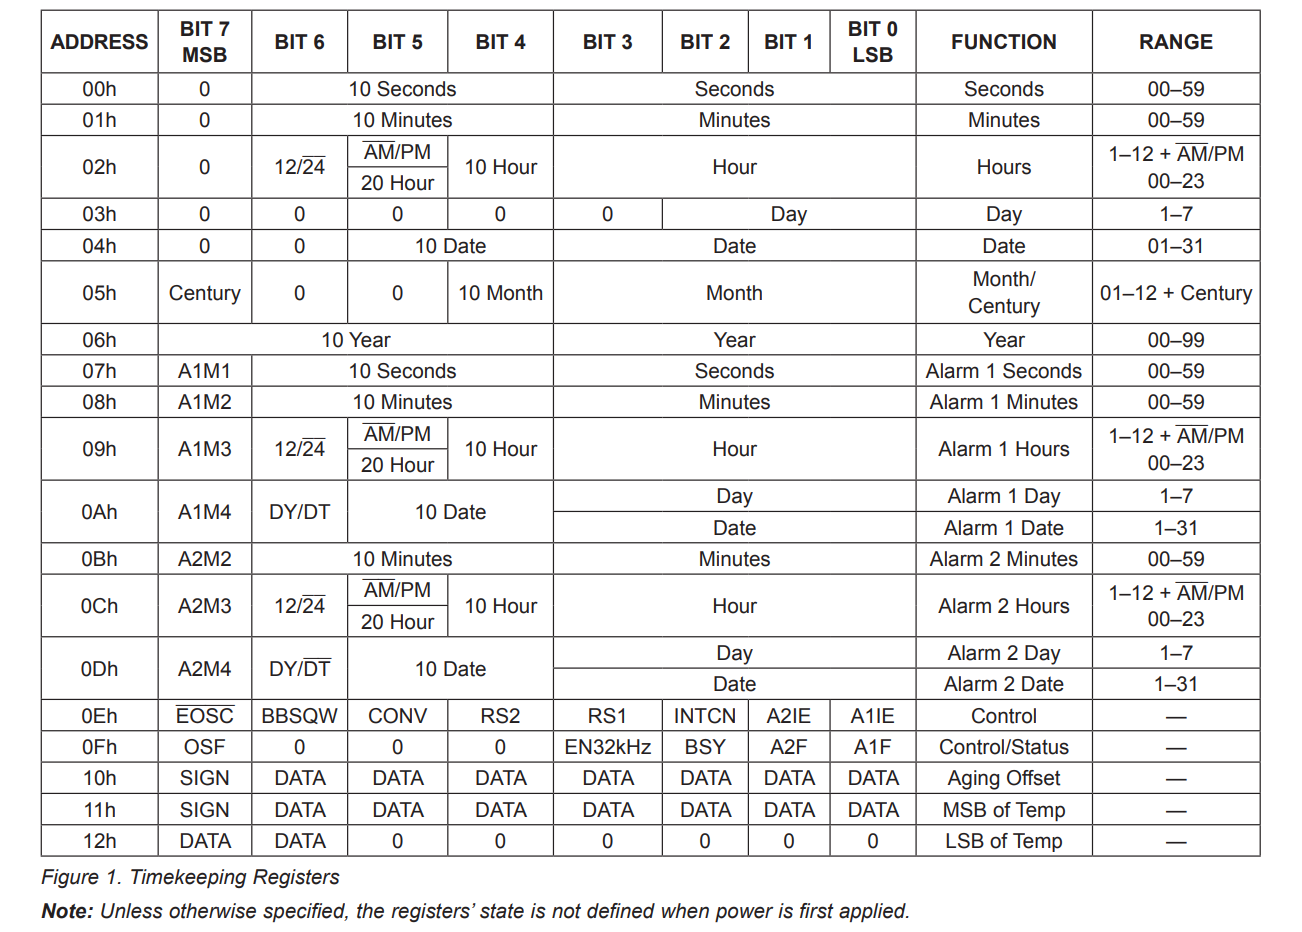 ADDRESS BIT 7 MSB BIT 6 BIT 5 BIT 4 BIT 3 BIT 2 BIT 1 BIT 0 LSB FUNCTION RANGE
00h 0 10 Seconds Seconds Seconds 00–59
01h 0 10 Minutes Minutes Minutes 00–59
02h 0 12/24 AM/PM 20 Hour 10 Hour Hour Hours 1–12 + AM/PM 00–23
03h 0 0 0 0 0 Day Day 1–7
04h 0 0 10 Date Date Date 01–31
05h Century 0 0 10 Month Month Month/ Century 01–12 + Century
06h 10 Year Year Year 00–99
07h A1M1 10 Seconds Seconds Alarm 1 Seconds 00–59
08h A1M2 10 Minutes Minutes Alarm 1 Minutes 00–59
09h A1M3 12/24 AM/PM 20 Hour 10 Hour Hour Alarm 1 Hours 1–12 + AM/PM 00–23
0Ah A1M4 DY/DT 10 Date Day Alarm 1 Day 1–7
Date Alarm 1 Date 1–31
0Bh A2M2 10 Minutes Minutes Alarm 2 Minutes 00–59
0Ch A2M3 12/24 AM/PM 20 Hour 10 Hour Hour Alarm 2 Hours 1–12 + AM/PM 00–23
0Dh A2M4 DY/DT 10 Date Day Alarm 2 Day 1–7
Date Alarm 2 Date 1–31
0Eh EOSC BBSQW CONV RS2 RS1 INTCN A2IE A1IE Control —
0Fh OSF 0 0 0 EN32kHz BSY A2F A1F Control/Status —
10h SIGN DATA DATA DATA DATA DATA DATA DATA Aging Offset —
11h SIGN DATA DATA DATA DATA DATA DATA DATA MSB of Temp —
12h DATA DATA 0 0 0 0 0 0 LSB of Temp —
Figure 1. Timekeeping Registers
Note: Unless otherwise specified, the registers’ state is not defined when power is first applied.